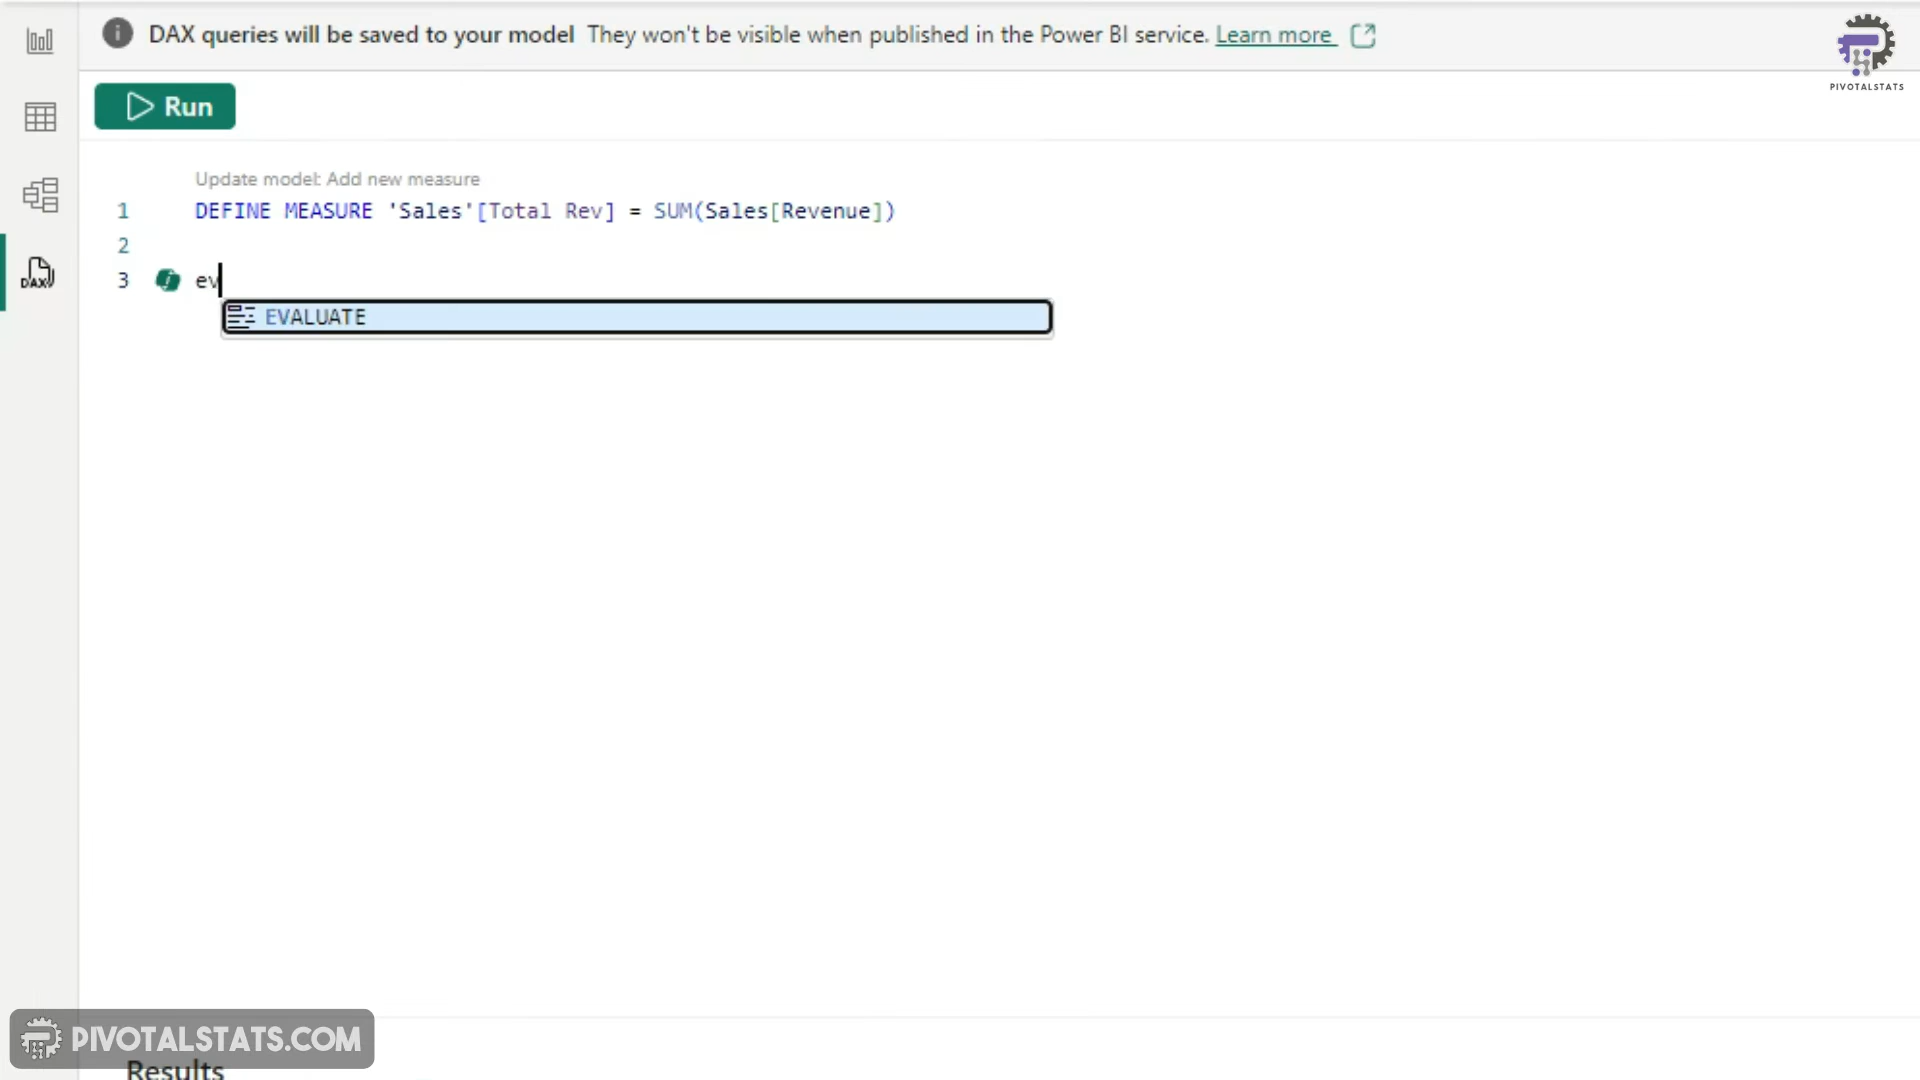 DAX queries will be saved to your model They won't be visible when published in the Power BI service. Learn more
PIVOTALSTATS
Run
Update model: Add new measure
1 DEFINE MEASURE 'Sales'[Total Rev] = SUM(Sales[Revenue])
2
3 ev
EVALUATE
DAX
PIVOTALSTATS.COM
Results